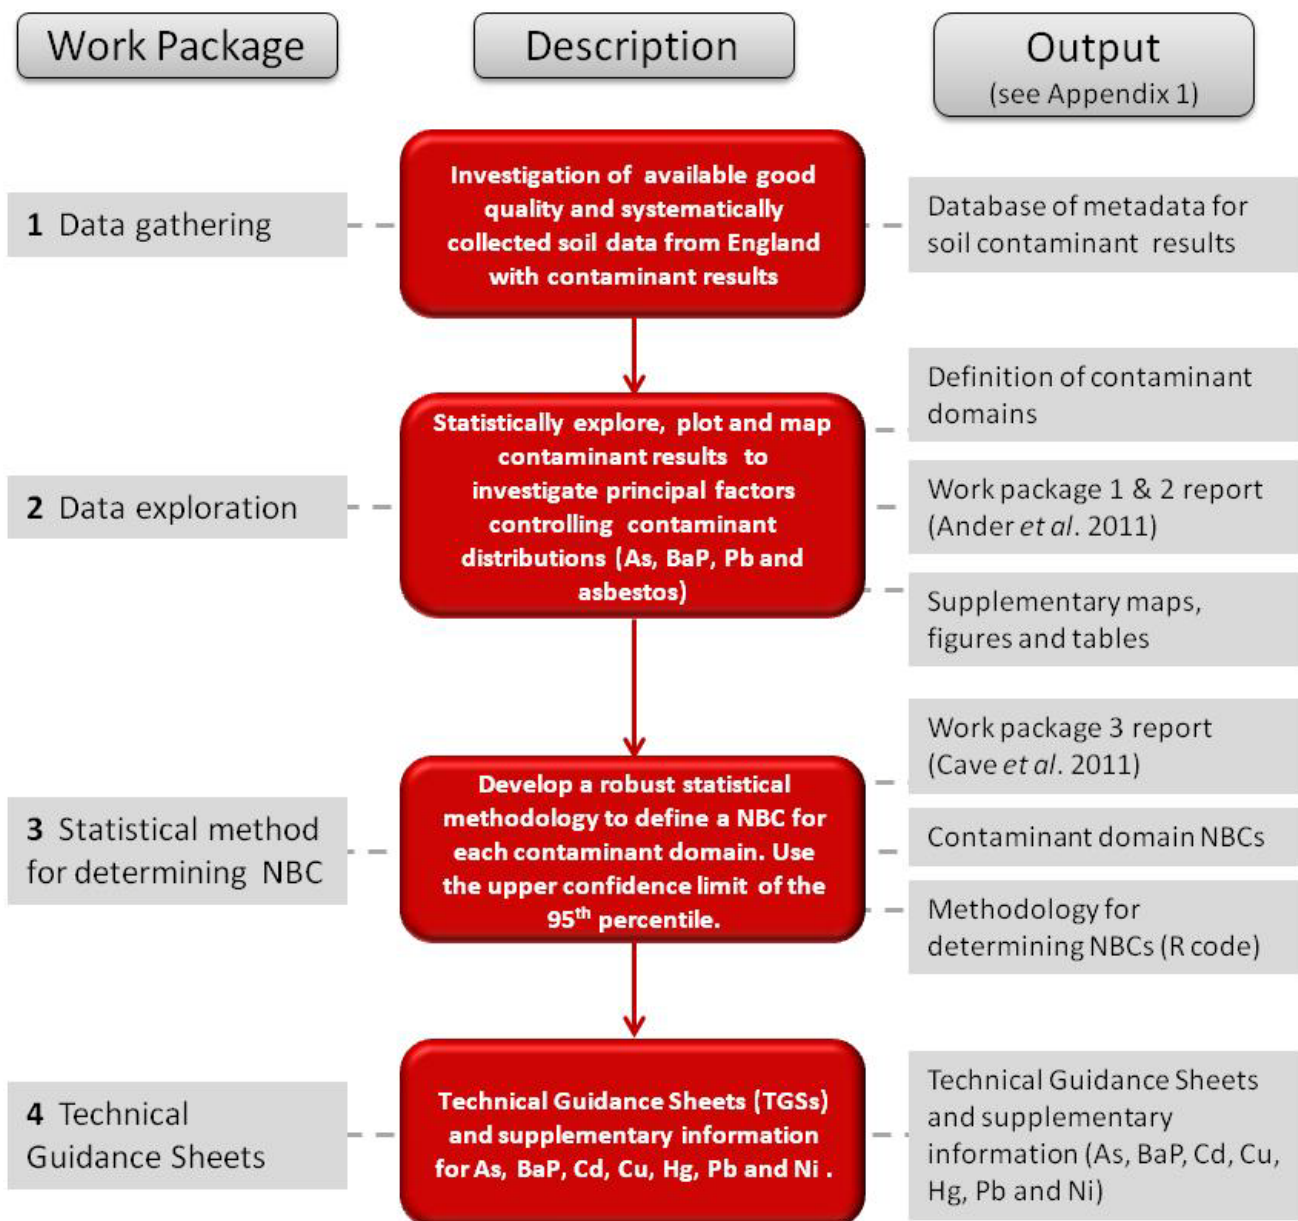 Work Package
Description
Output
(see Appendix 1)
1 Data gathering
Investigation of available good
quality and systematically
collected soil data from England
with contaminant results
Database of metadata for
soil contaminant results
2 Data exploration
Statistically explore, plot and map
contaminant results to
investigate principal factors
controlling contaminant
distributions (As, BaP, Pb and
asbestos)
Definition of contaminant
domains
Work package 1 & 2 report
(Ander et al. 2011)
Supplementary maps,
figures and tables
3 Statistical method
for determining NBC
Develop a robust statistical
methodology to define a NBC for
each contaminant domain. Use
the upper confidence limit of the
95th percentile.
Work package 3 report
(Cave et al. 2011)
Contaminant domain NBCs
Methodology for
determining NBCs (R code)
4 Technical
Guidance Sheets
Technical Guidance Sheets (TGSs)
and supplementary information
for As, BaP, Cd, Cu, Hg, Pb and Ni .
Technical Guidance Sheets
and supplementary
information (As, BaP, Cd, Cu,
Hg, Pb and Ni)